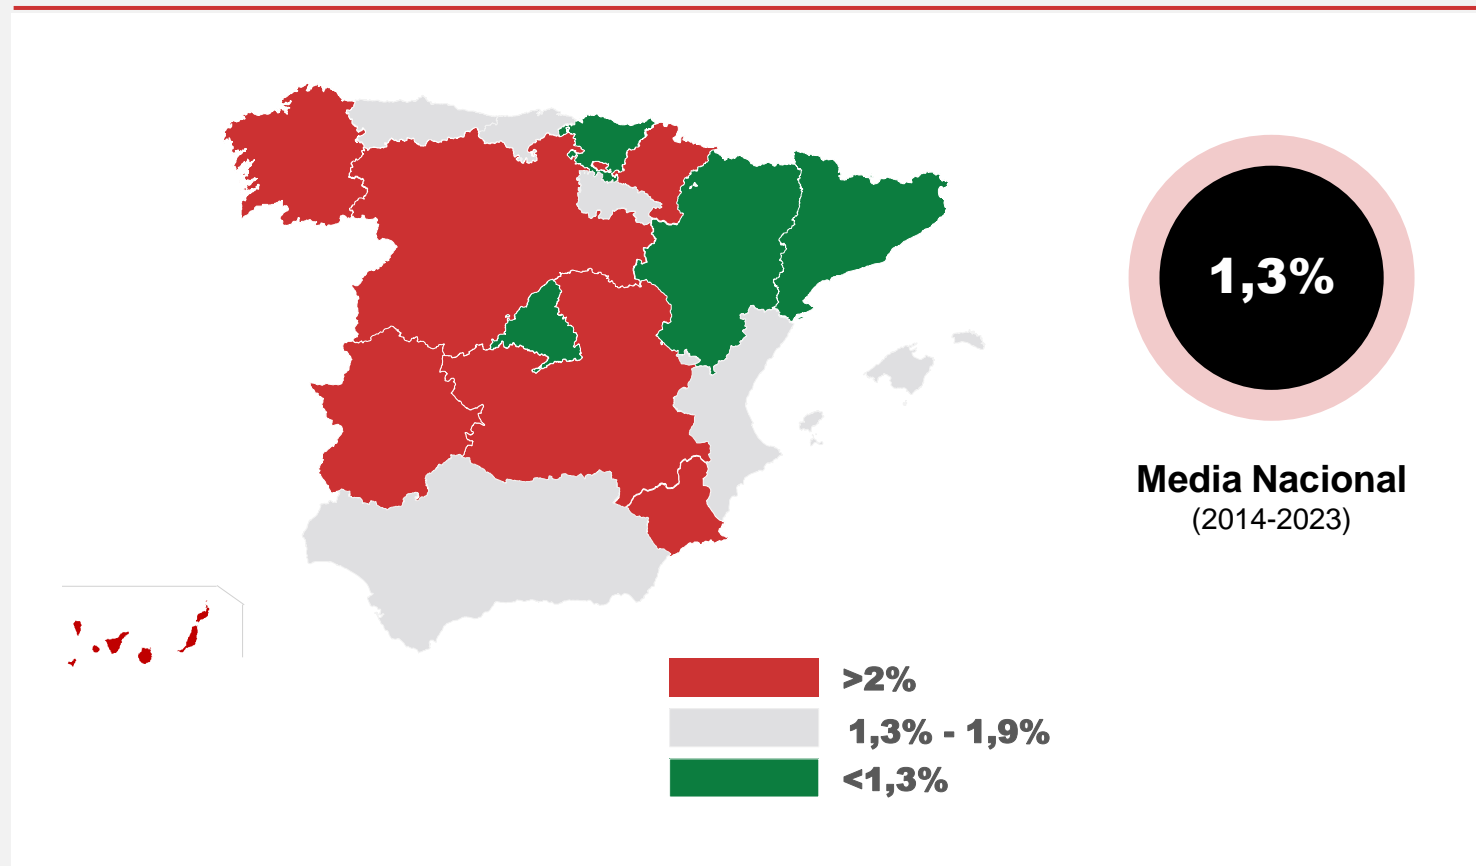 1,3%
Media Nacional
(2014-2023)
>2%
1,3% - 1,9%
<1,3%